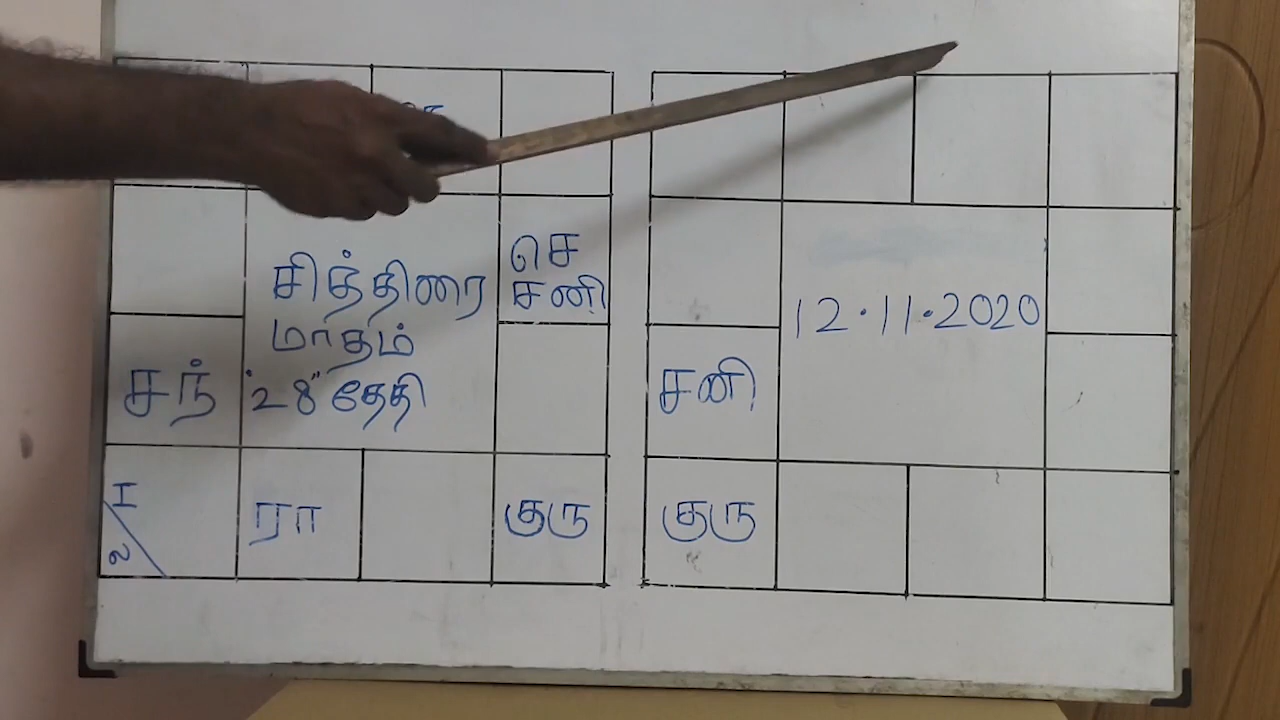 செ
சனி
சித்திரை
மாதம்
சந்
"28" தேதி
ரா
குரு
12.11.2020
சனி
குரு